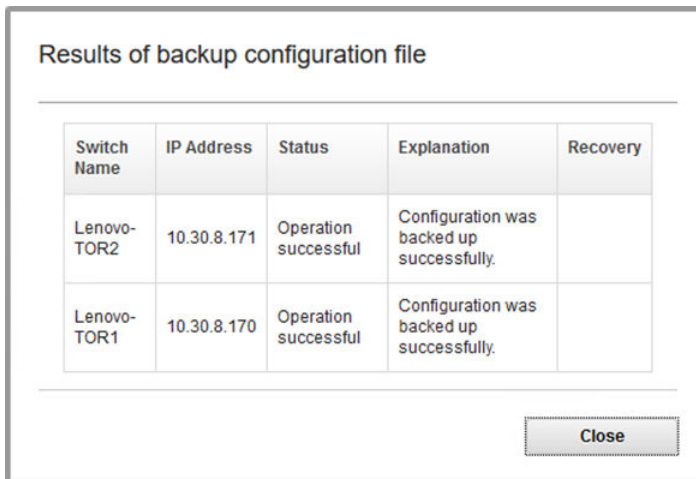 Results of backup configuration file
Switch Name IP Address Status Explanation Recovery
Lenovo-TOR2 10.30.8.171 Operation successful Configuration was backed up successfully.
Lenovo-TOR1 10.30.8.170 Operation successful Configuration was backed up successfully.
Close